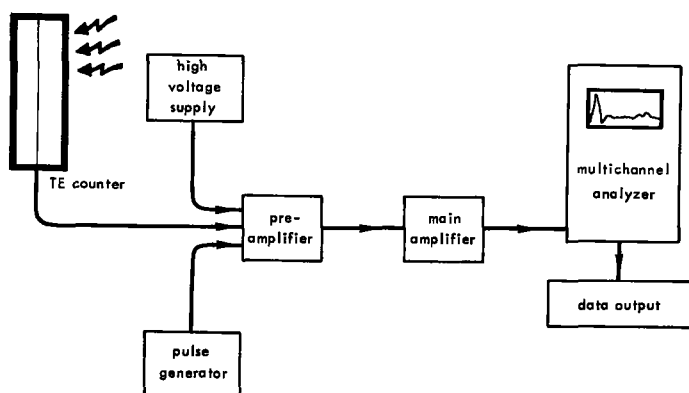 high
voltage
supply
TE counter
pre-
amplifier
main
amplifier
multichannel
analyzer
data output
pulse
generator